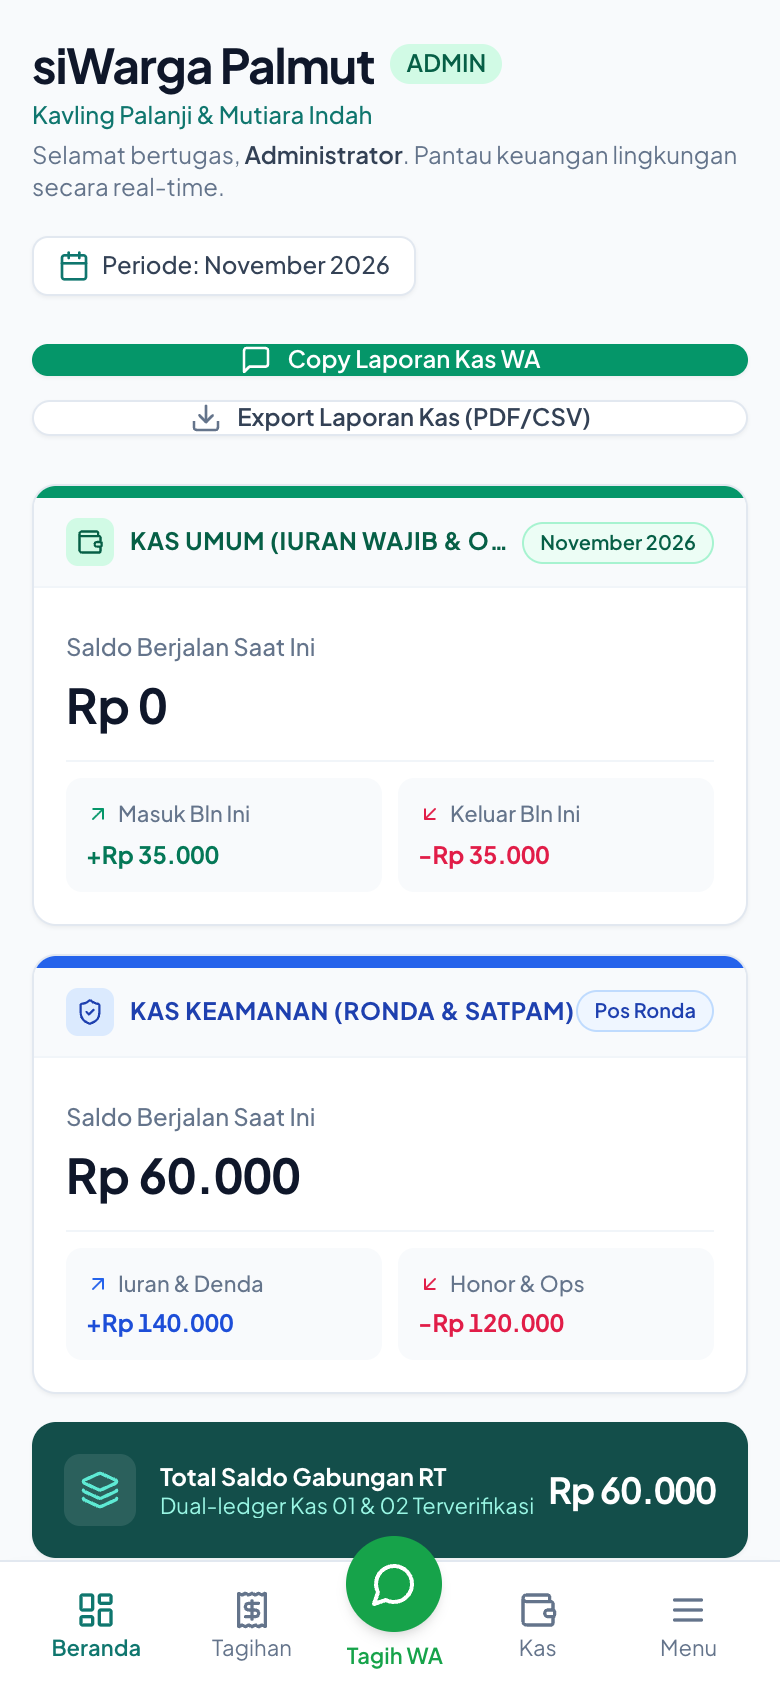 siWarga Palmut ADMIN
Kavling Palanji & Mutiara Indah
Selamat bertugas, Administrator. Pantau keuangan lingkungan
secara real-time.
Periode: November 2026
Copy Laporan Kas WA
Export Laporan Kas (PDF/CSV)
KAS UMUM (IURAN WAJIB & O... November 2026
Saldo Berjalan Saat Ini
Rp 0
Masuk Bln Ini
+Rp 35.000
Keluar Bln Ini
-Rp 35.000
KAS KEAMANAN (RONDA & SATPAM) Pos Ronda
Saldo Berjalan Saat Ini
Rp 60.000
Iuran & Denda
+Rp 140.000
Honor & Ops
-Rp 120.000
Total Saldo Gabungan RT
Dual-ledger Kas 01 & 02 Terverifikasi
Rp 60.000
Beranda
Tagihan
Tagih WA
Kas
Menu